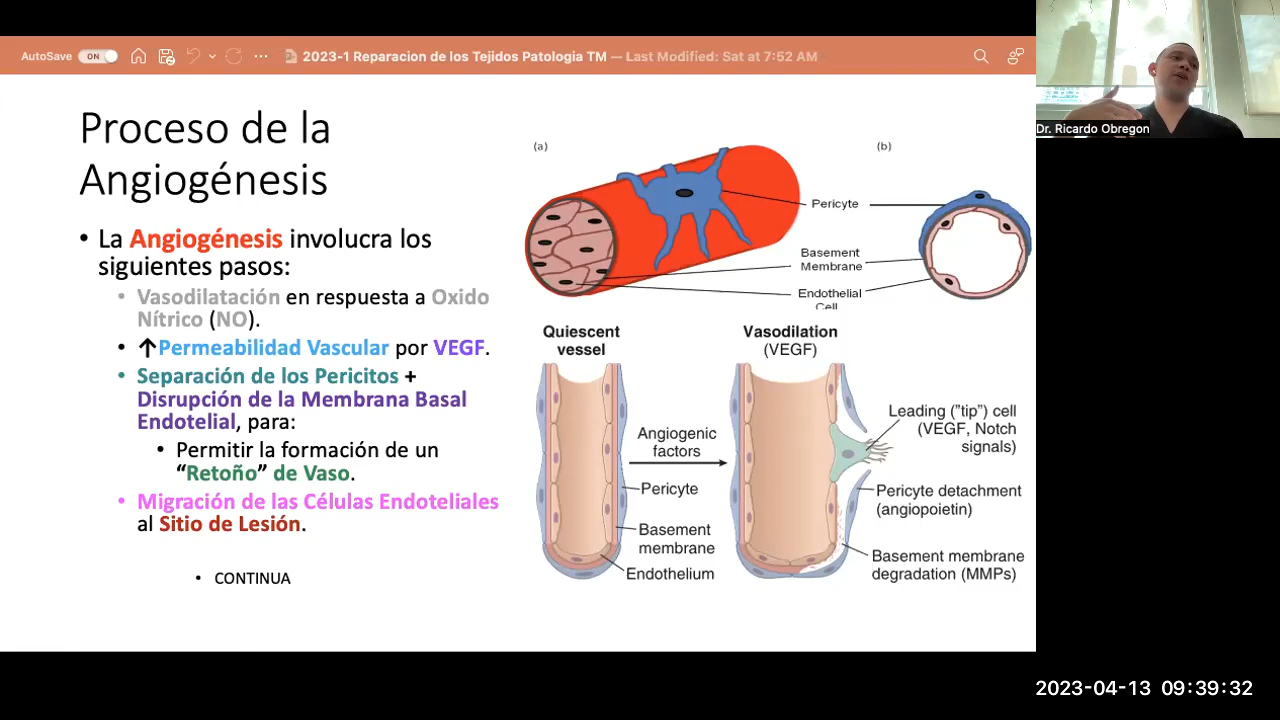 AutoSave ON ... 2023-1 Reparacion de los Tejidos Patologia TM — Last Modified: Sat at 7:52 AM
Dr. Ricardo Obregon
Proceso de la
Angiogénesis
• La Angiogénesis involucra los
siguientes pasos:
• Vasodilatación en respuesta a Oxido
Nítrico (NO).
• ↑Permeabilidad Vascular por VEGF.
• Separación de los Pericitos +
Disrupción de la Membrana Basal
Endotelial, para:
• Permitir la formación de un
“Retoño” de Vaso.
• Migración de las Células Endoteliales
al Sitio de Lesión.
• CONTINUA
(a)
(b)
Pericyte
Basement
Membrane
Endothelial
Cell
Quiescent
vessel
Vasodilation
(VEGF)
Angiogenic
factors
Pericyte
Basement
membrane
Endothelium
Leading ("tip") cell
(VEGF, Notch
signals)
Pericyte detachment
(angiopoietin)
Basement membrane
degradation (MMPs)
2023-04-13 09:39:32